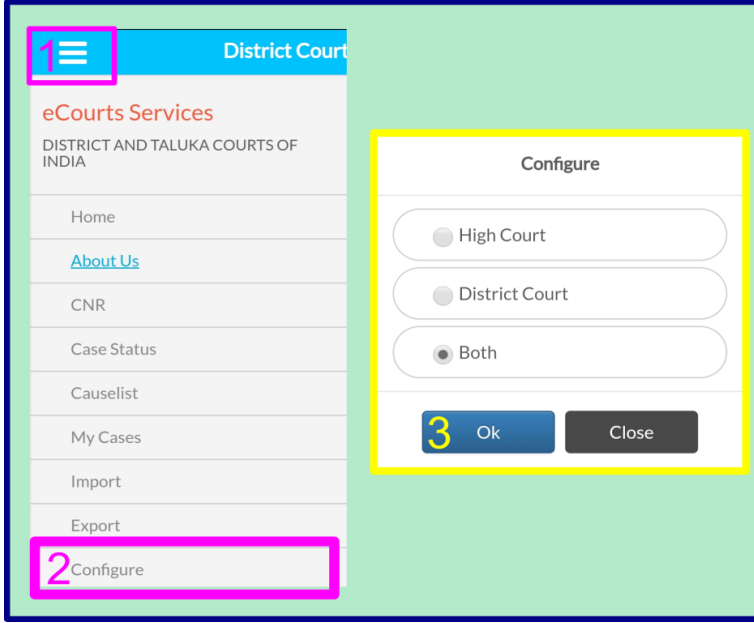 1
District Court
eCourts Services
DISTRICT AND TALUKA COURTS OF
INDIA
Home
About Us
CNR
Case Status
Causelist
My Cases
Import
Export
2
Configure
Configure
High Court
District Court
Both
3 Ok
Close